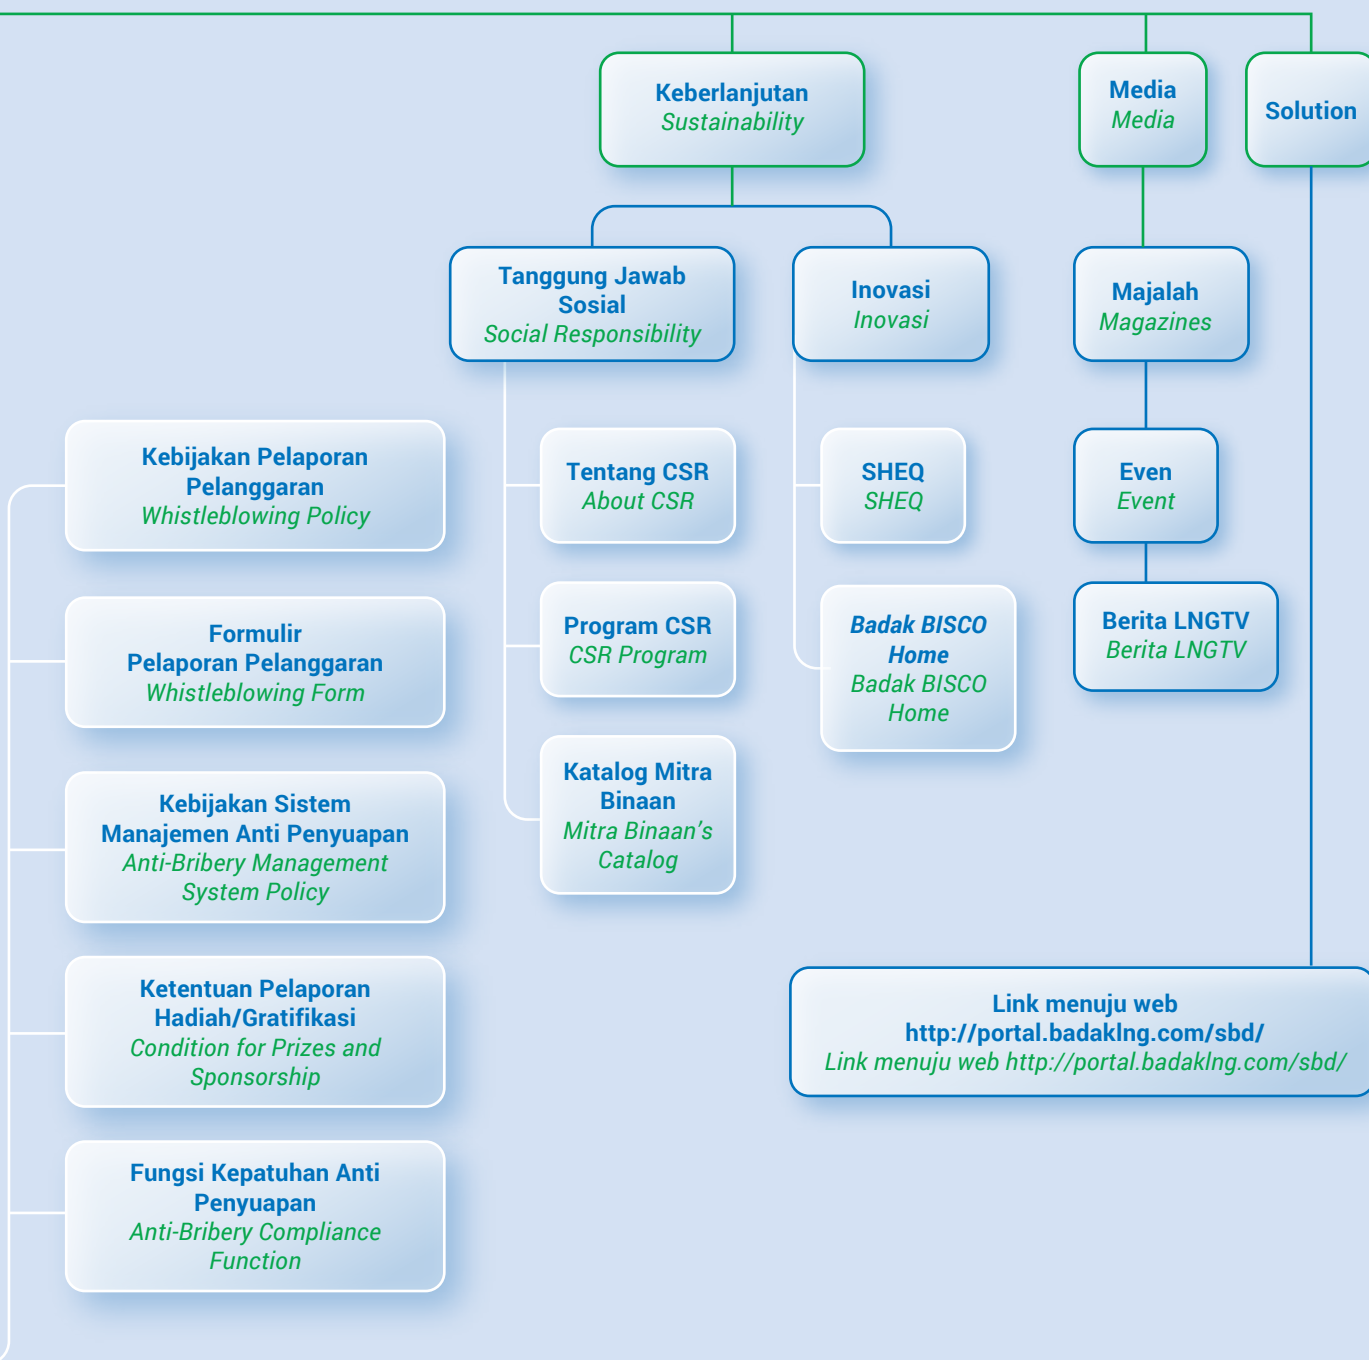 Keberlanjutan
Sustainability
Media
Media
Solution
Tanggung Jawab
Sosial
Social Responsibility
Inovasi
Inovasi
Majalah
Magazines
Kebijakan Pelaporan
Pelanggaran
Whistleblowing Policy
Formulir
Pelaporan Pelanggaran
Whistleblowing Form
Kebijakan Sistem
Manajemen Anti Penyuapan
Anti-Bribery Management
System Policy
Ketentuan Pelaporan
Hadiah/Gratifikasi
Condition for Prizes and
Sponsorship
Fungsi Kepatuhan Anti
Penyuapan
Anti-Bribery Compliance
Function
Tentang CSR
About CSR
Program CSR
CSR Program
Katalog Mitra
Binaan
Mitra Binaan's
Catalog
SHEQ
SHEQ
Badak BISCO
Home
Badak BISCO
Home
Even
Event
Berita LNGTV
Berita LNGTV
Link menuju web
http://portal.badaklng.com/sbd/
Link menuju web http://portal.badaklng.com/sbd/